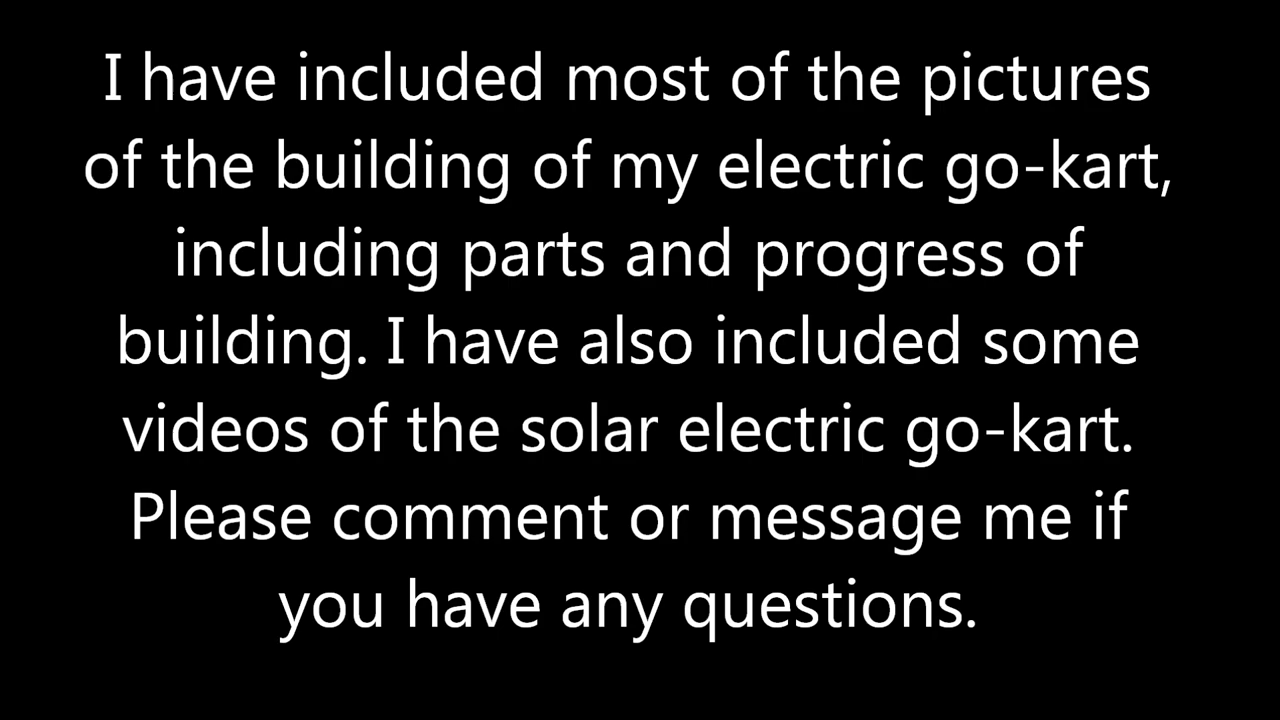 I have included most of the pictures
of the building of my electric go-kart,
including parts and progress of
building. I have also included some
videos of the solar electric go-kart.
Please comment or message me if
you have any questions.